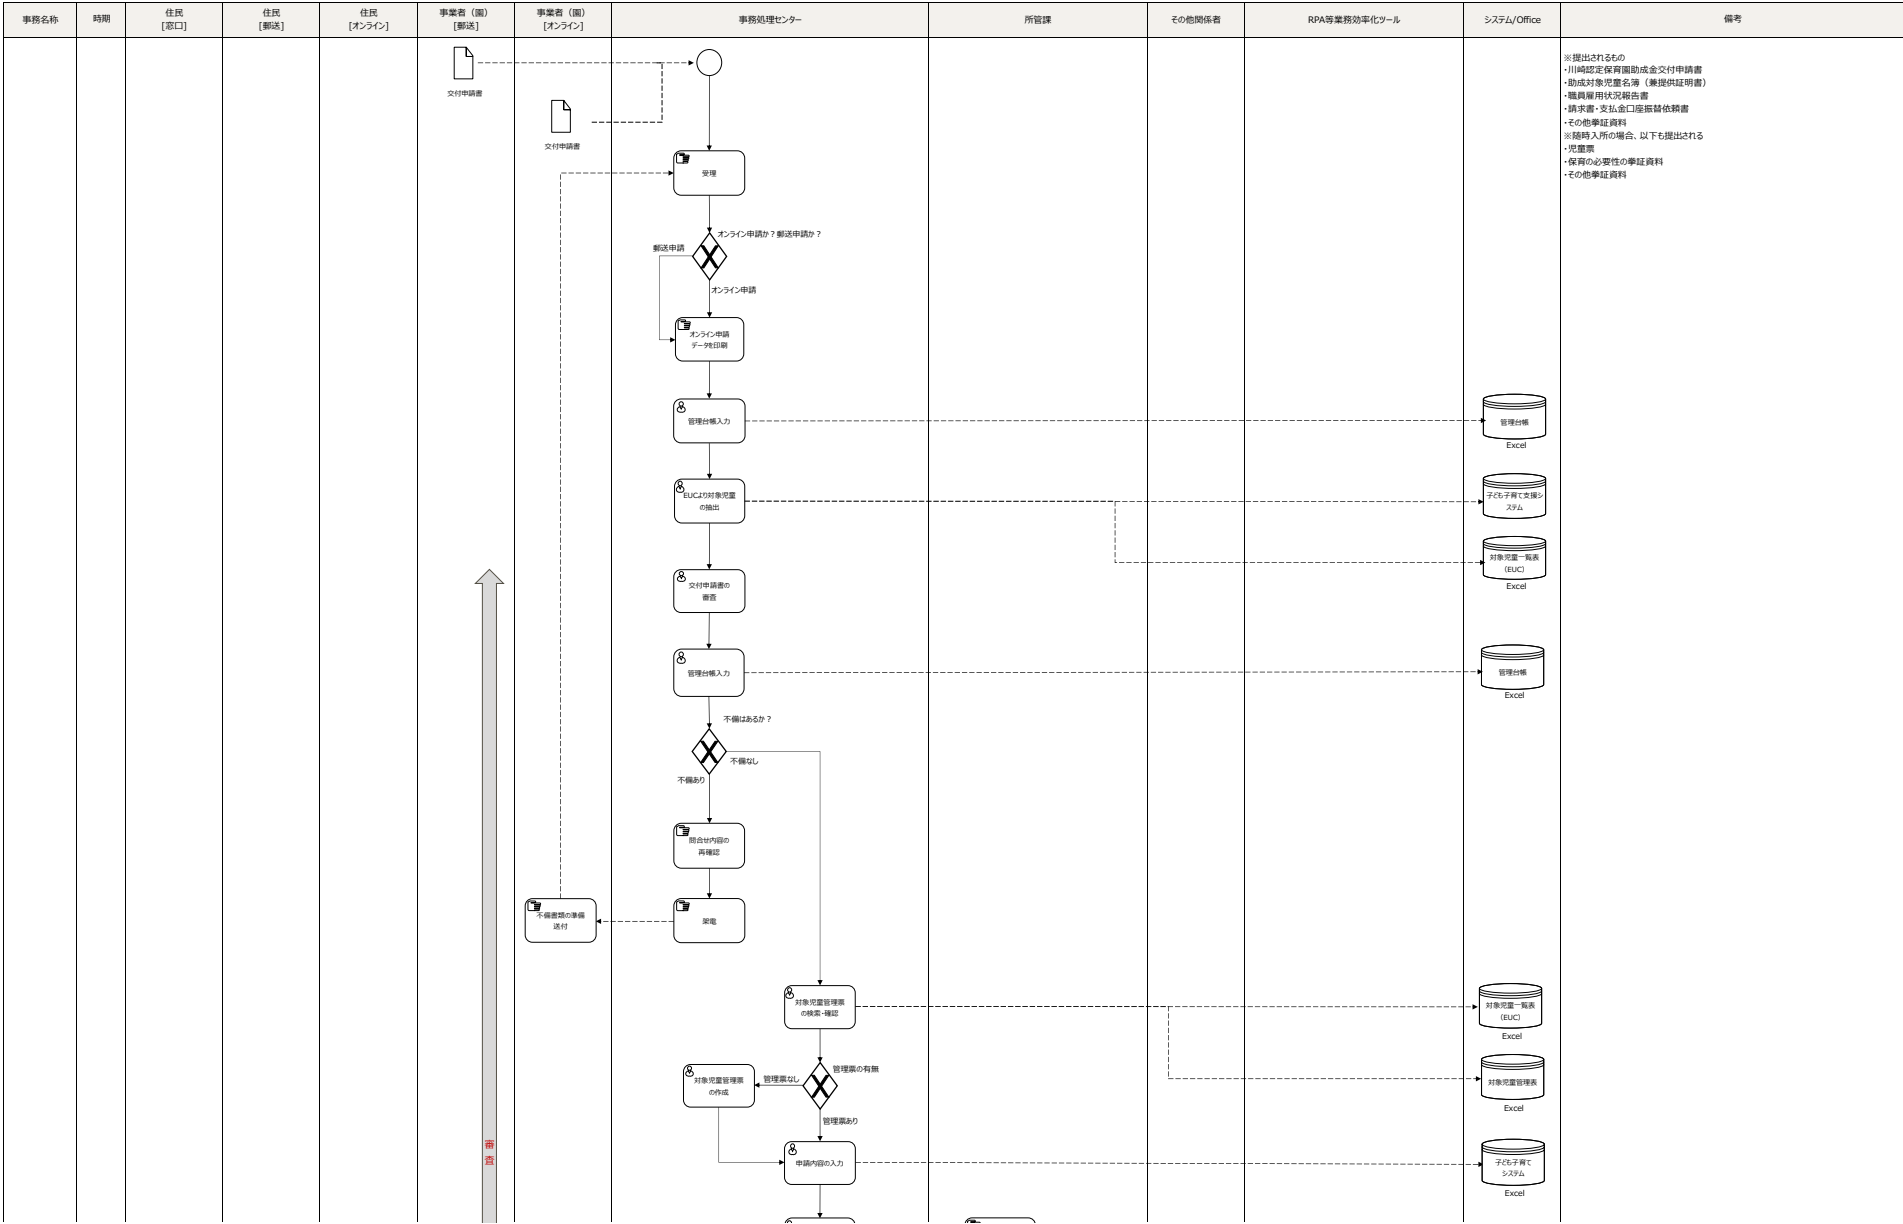 事務名称
時期
住民
[窓口]
住民
[郵送]
住民
[オンライン]
事業者（園）
[郵送]
事業者（園）
[オンライン]
事務処理センター
所管課
その他関係者
RPA等業務効率化ツール
システム/Office
備考
交付申請書
交付申請書
※提出されるもの
・川崎認定保育園助成金交付申請書
・助成対象児童名簿（兼提供証明書）
・職員雇用状況報告書
・請求書・支払金口座振替依頼書
・その他挙証資料
※随時入所の場合、以下も提出される
・児童票
・保育の必要性の挙証資料
・その他挙証資料
受理
オンライン申請か？郵送申請か？
郵送申請
オンライン申請
オンライン申請
データを印刷
管理台帳入力
管理台帳
Excel
EUCより対象児童
の抽出
子ども子育て支援シ
ステム
対象児童一覧表
（EUC）
Excel
交付申請書の
審査
管理台帳入力
管理台帳
Excel
不備はあるか？
不備なし
不備あり
問合せ内容の
再確認
不備書類の準備
送付
架電
対象児童管理票
の検索・確認
対象児童一覧表
（EUC）
Excel
管理票の有無
管理票なし
対象児童管理票
の作成
対象児童管理表
Excel
管理票あり
審
査
申請内容の入力
子ども子育て
システム
Excel